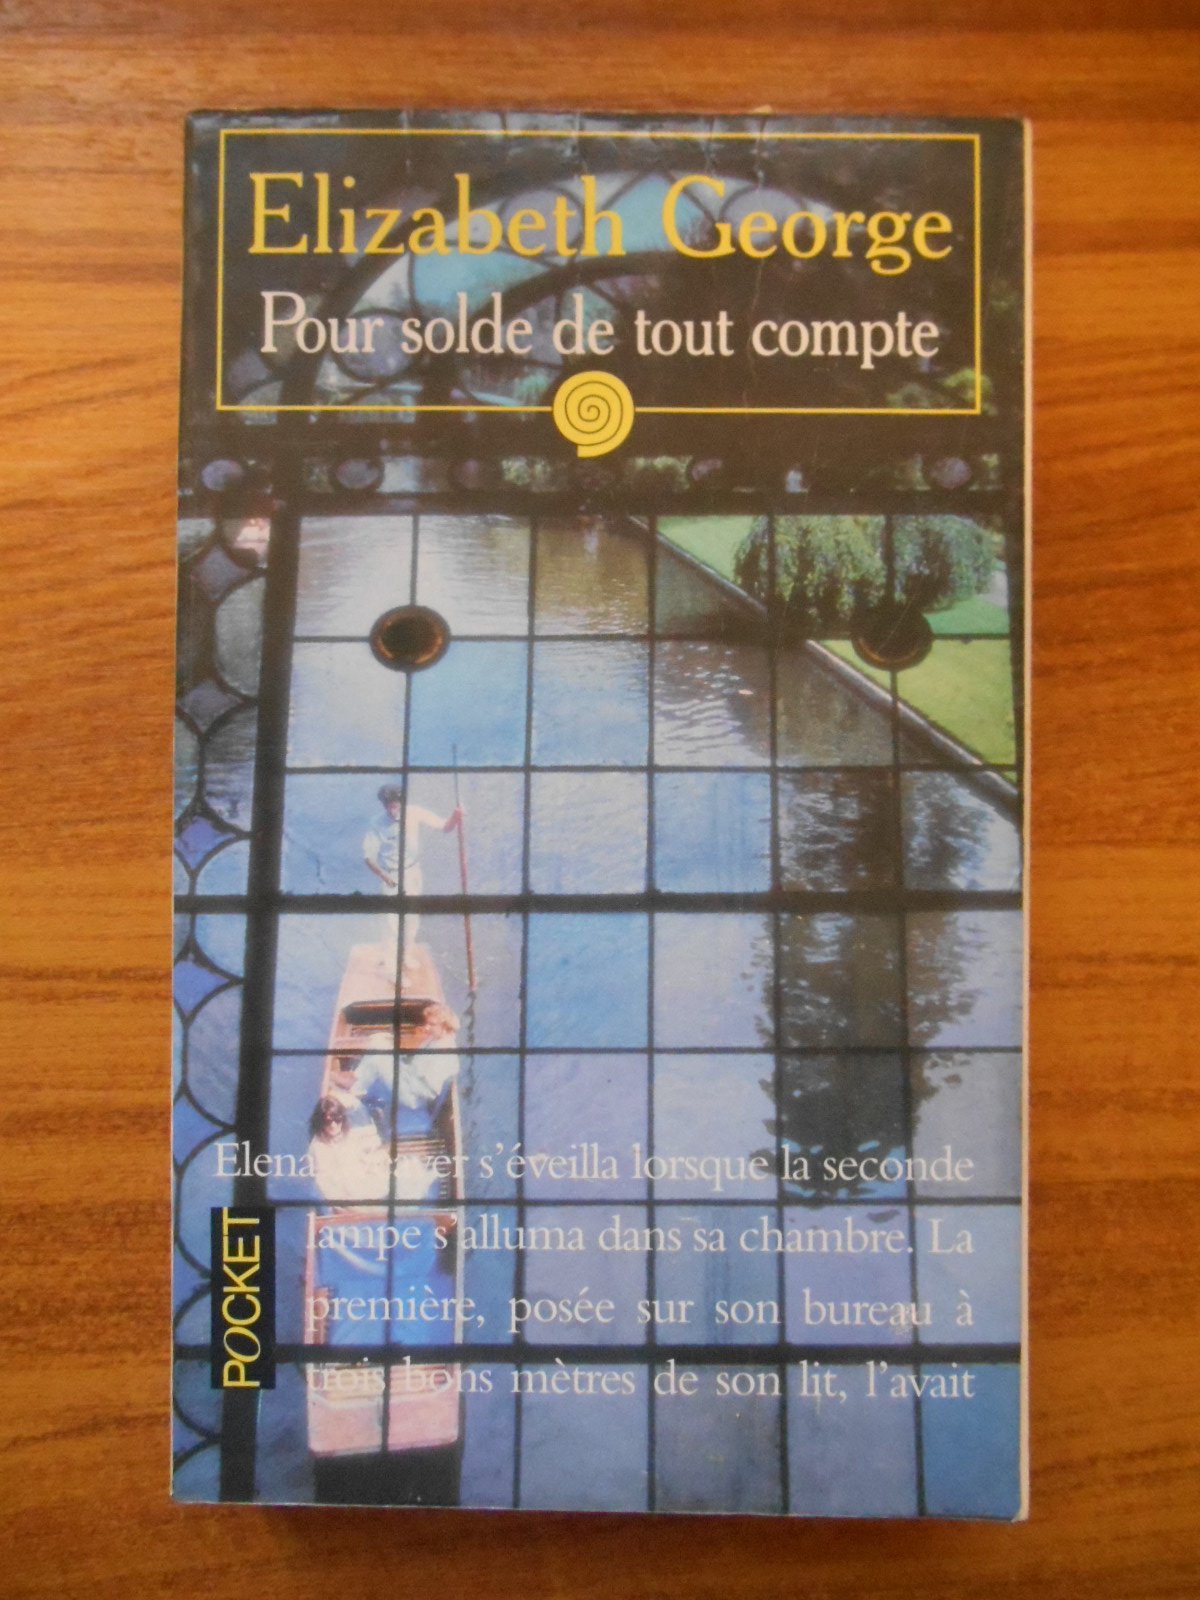 Elizabeth George
Pour solde de tout compte
Elena Weaver s'éveilla lorsque la seconde
lampe s'alluma dans sa chambre. La
première, posée sur son bureau à
trois bons mètres de son lit, l'avait
POCKET